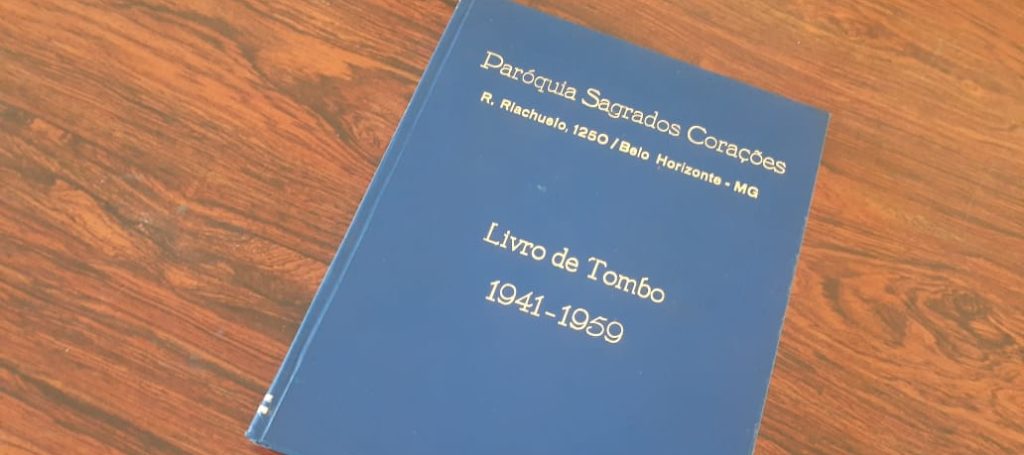 Paróquia Sagrados Corações
R. Riachuelo, 1250 / Belo Horizonte - MG
Livro de Tombo
1941-1959